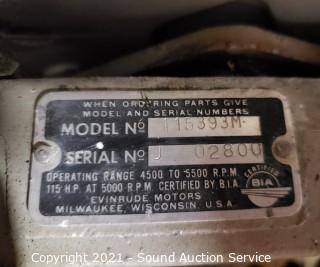 WHEN ORDERING PARTS GIVE
MODEL AND SERIAL NUMBERS
MODEL Nº 115393M
SERIAL Nº J 02800
OPERATING RANGE 4500 TO 5500 R.P.M.
115 H.P. AT 5000 R.P.M. CERTIFIED BY B.I.A.
EVINRUDE MOTORS
MILWAUKEE, WISCONSIN, U.S.A.
CERTIFIED
BIA
Copyright 2021 - Sound Auction Service